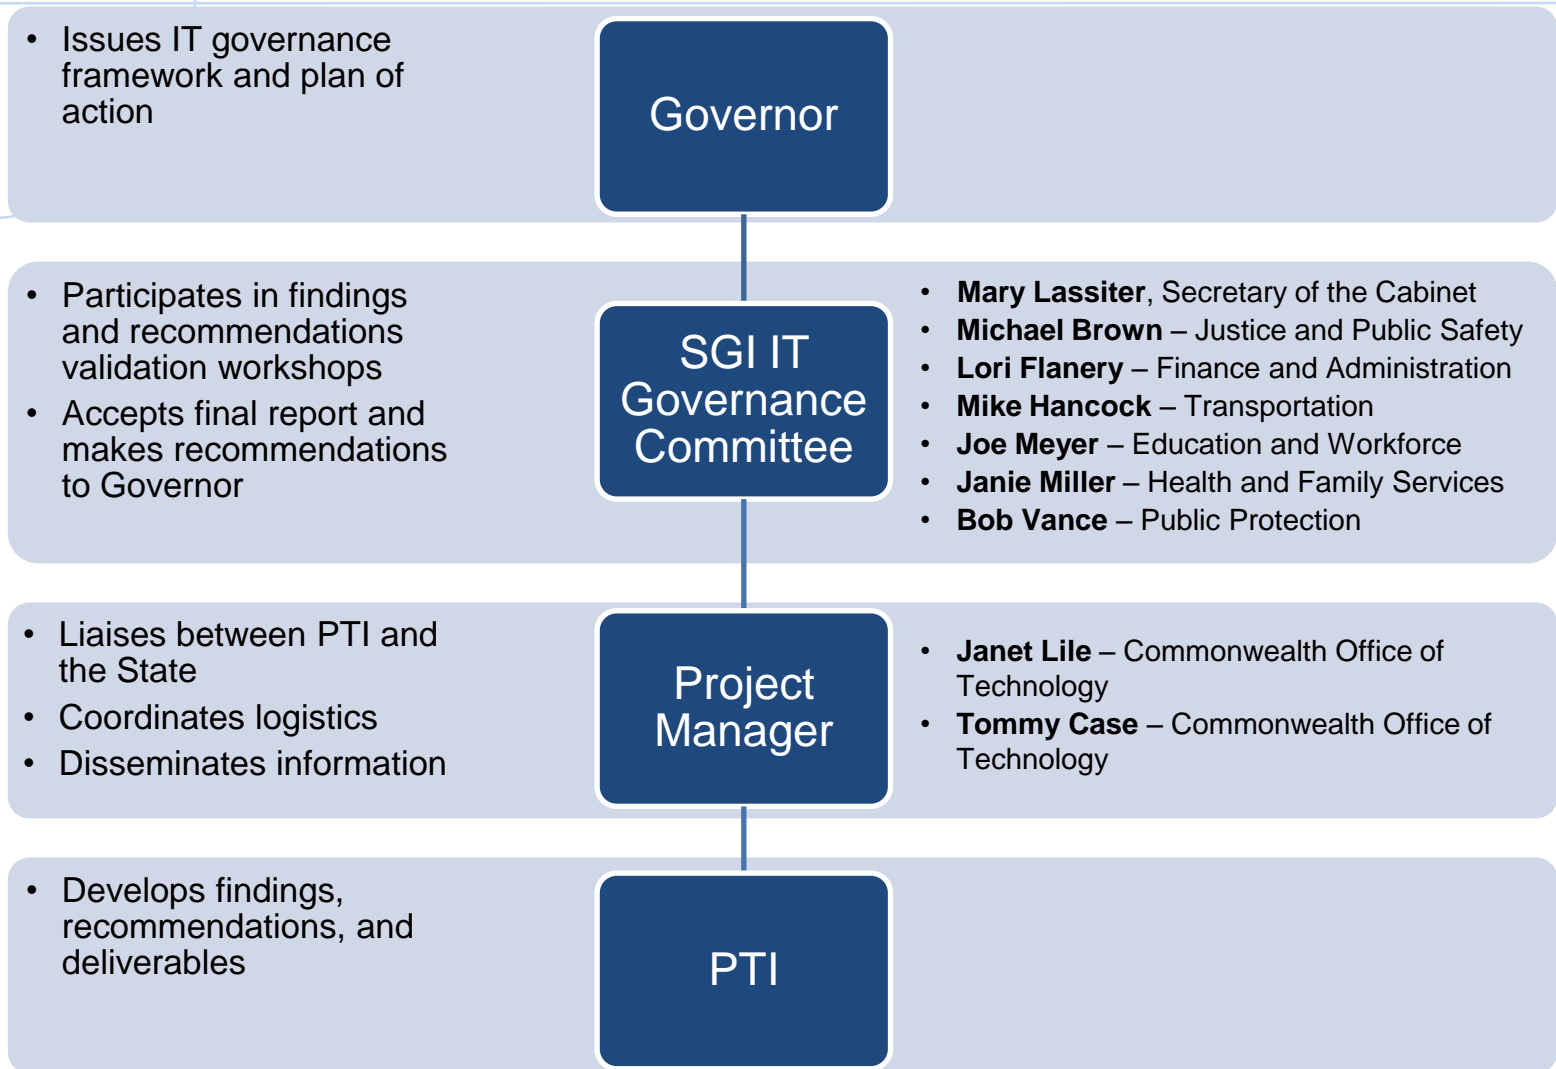 • Issues IT governance
framework and plan of
action
Governor
• Participates in findings
and recommendations
validation workshops
• Accepts final report and
makes recommendations
to Governor
SGI IT
Governance
Committee
• Mary Lassiter, Secretary of the Cabinet
• Michael Brown – Justice and Public Safety
• Lori Flanery – Finance and Administration
• Mike Hancock – Transportation
• Joe Meyer – Education and Workforce
• Janie Miller – Health and Family Services
• Bob Vance – Public Protection
• Liaises between PTI and
the State
• Coordinates logistics
• Disseminates information
Project
Manager
• Janet Lile – Commonwealth Office of
Technology
• Tommy Case – Commonwealth Office of
Technology
• Develops findings,
recommendations, and
deliverables
PTI